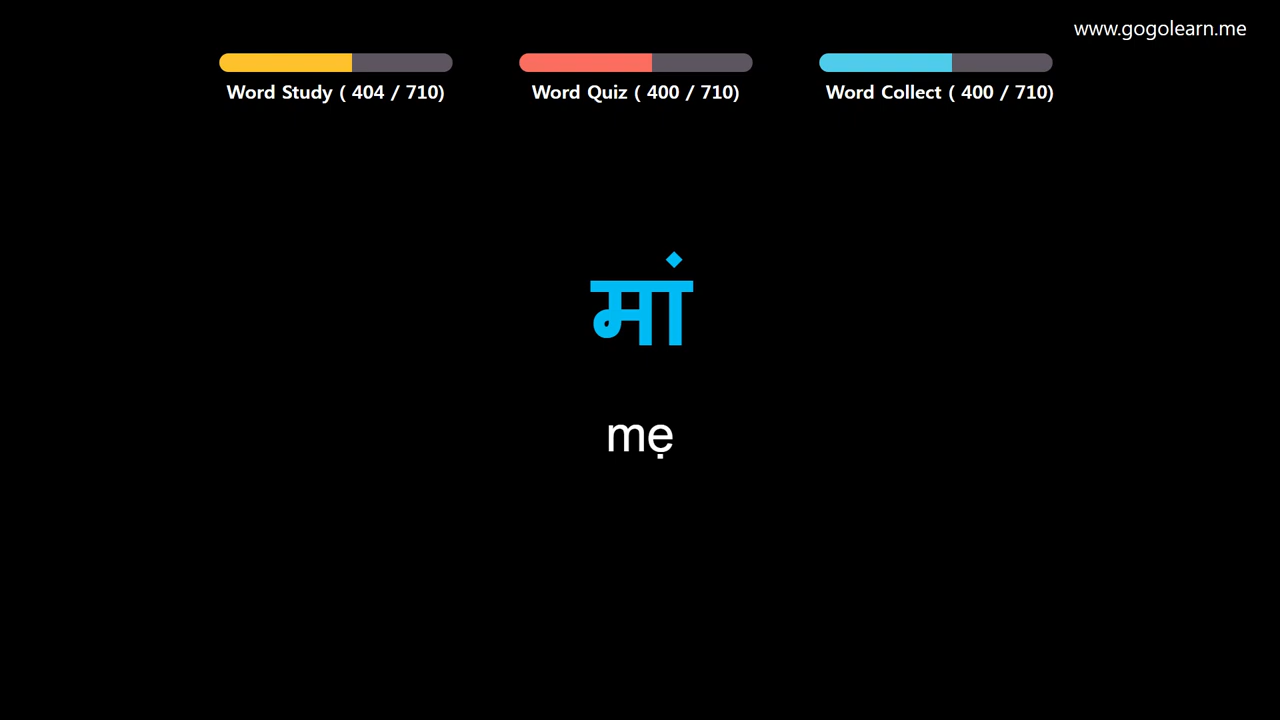 www.gogolearn.me
Word Study ( 404 / 710)
Word Quiz ( 400 / 710)
Word Collect ( 400 / 710)
मां
mẹ